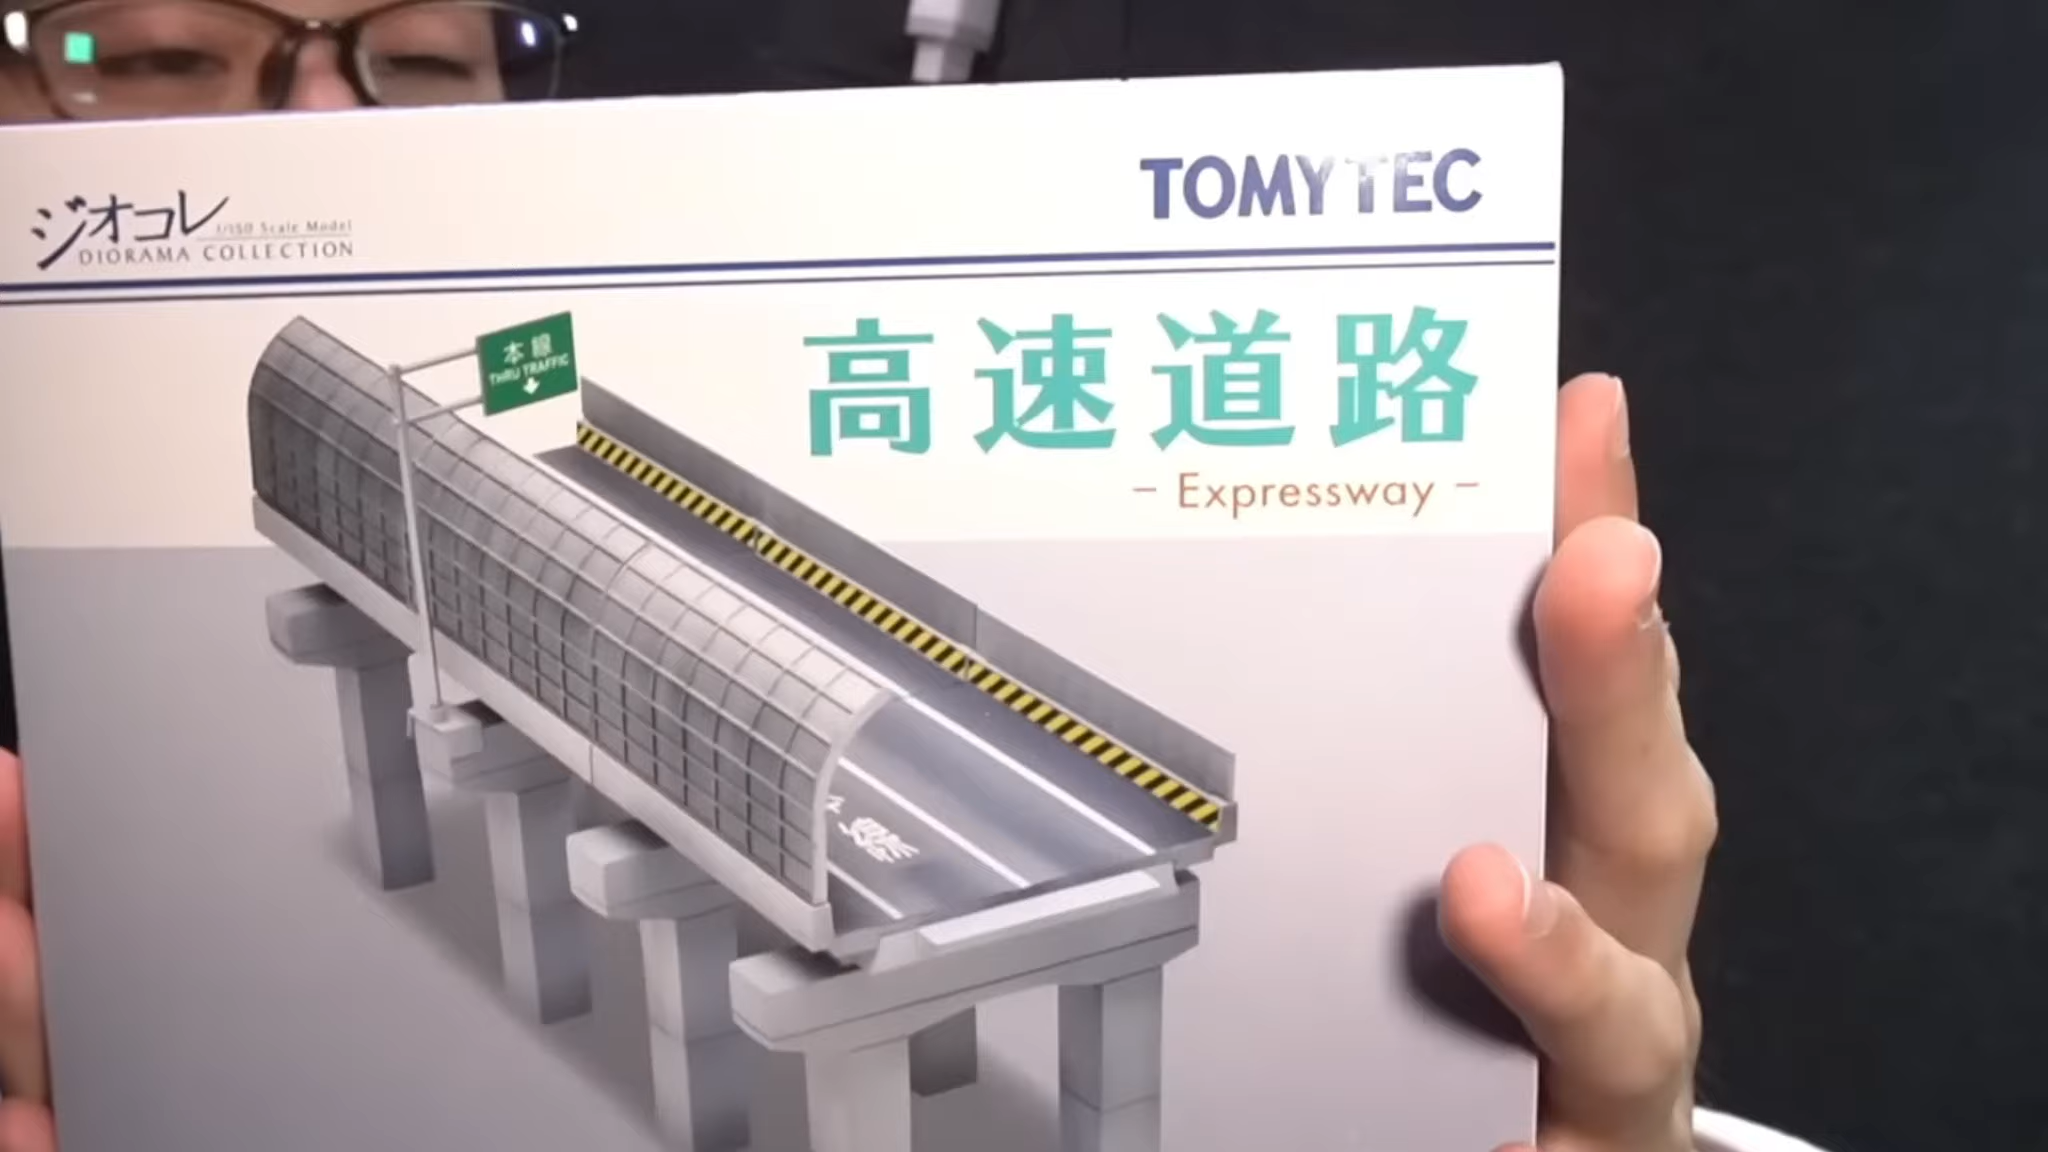 ジオコレ
1/150 Scale Model
DIORAMA COLLECTION
TOMYTEC
高速道路
- Expressway -
本線
THRU TRAFFIC